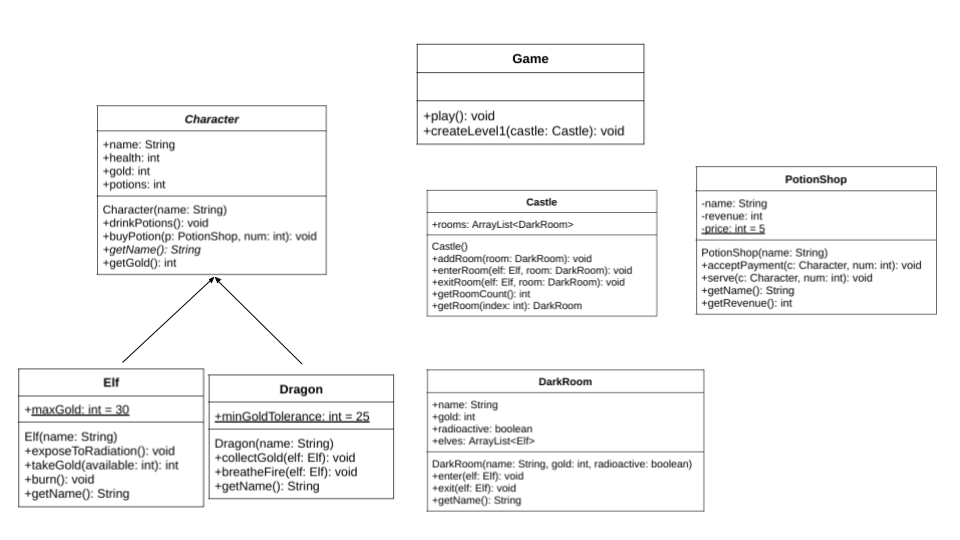 Game
+play(): void
+createLevel1(castle: Castle): void
Character
+name: String
+health: int
+gold: int
+potions: int
Character(name: String)
+drinkPotions(): void
+buyPotion(p: PotionShop, num: int): void
+getName(): String
+getGold(): int
Castle
+rooms: ArrayList<DarkRoom>
Castle()
+addRoom(room: DarkRoom): void
+enterRoom(elf: Elf, room: DarkRoom): void
+exitRoom(elf: Elf, room: DarkRoom): void
+getRoomCount(): int
+getRoom(index: int): DarkRoom
PotionShop
-name: String
-revenue: int
-price: int = 5
PotionShop(name: String)
+acceptPayment(c: Character, num: int): void
+serve(c: Character, num: int): void
+getName(): String
+getRevenue(): int
Elf
+maxGold: int = 30
Elf(name: String)
+exposeToRadiation(): void
+takeGold(available: int): int
+burn(): void
+getName(): String
Dragon
+minGoldTolerance: int = 25
Dragon(name: String)
+collectGold(elf: Elf): void
+breatheFire(elf: Elf): void
+getName(): String
DarkRoom
+name: String
+gold: int
+radioactive: boolean
+elves: ArrayList<Elf>
DarkRoom(name: String, gold: int, radioactive: boolean)
+enter(elf: Elf): void
+exit(elf: Elf): void
+getName(): String